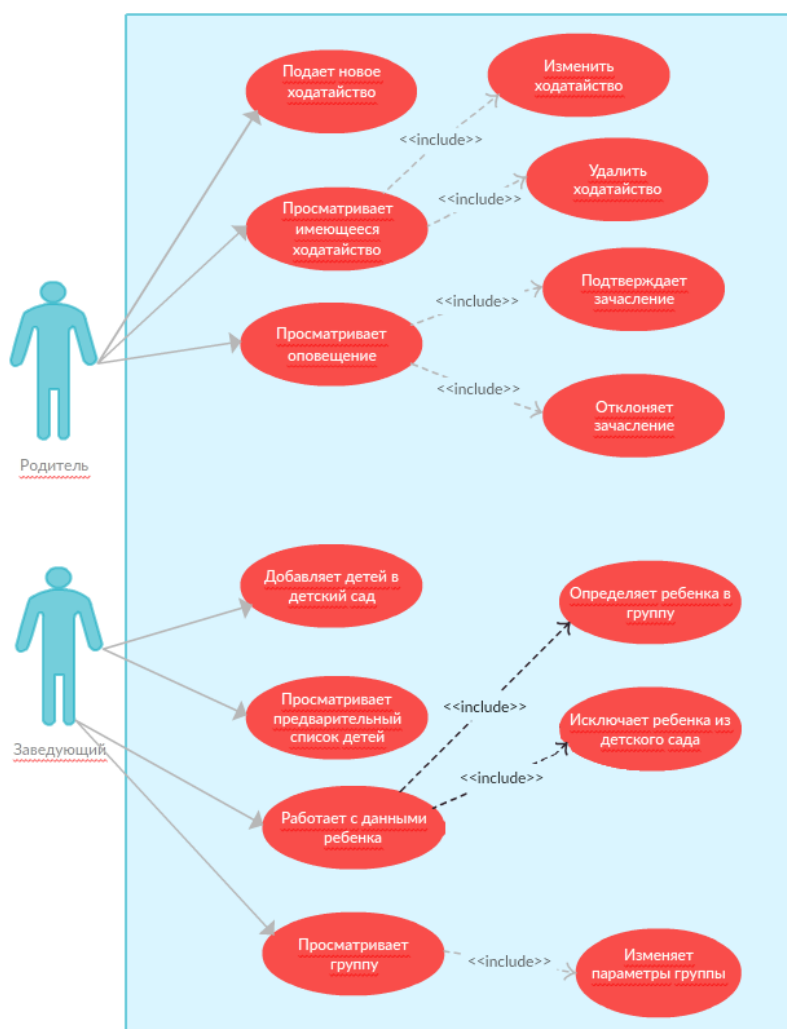 Подает новое
ходатайство
Изменить
ходатайство
<<include>>
Удалить
ходатайство
<<include>>
Просматривает
имеющееся
ходатайство
Подтверждает
зачасление
<<include>>
Просматривает
оповещение
<<include>>
Отклоняет
зачасление
Родитель
Добавляет детей в
детский сад
Определяет ребенка в
группу
Просматривает
предварительный
список детей
<<include>>
Исключает ребенка из
детского сада
Заведующий
<<include>>
Работает с данными
ребенка
Просматривает
группу
<<include>>
Изменяет
параметры группы